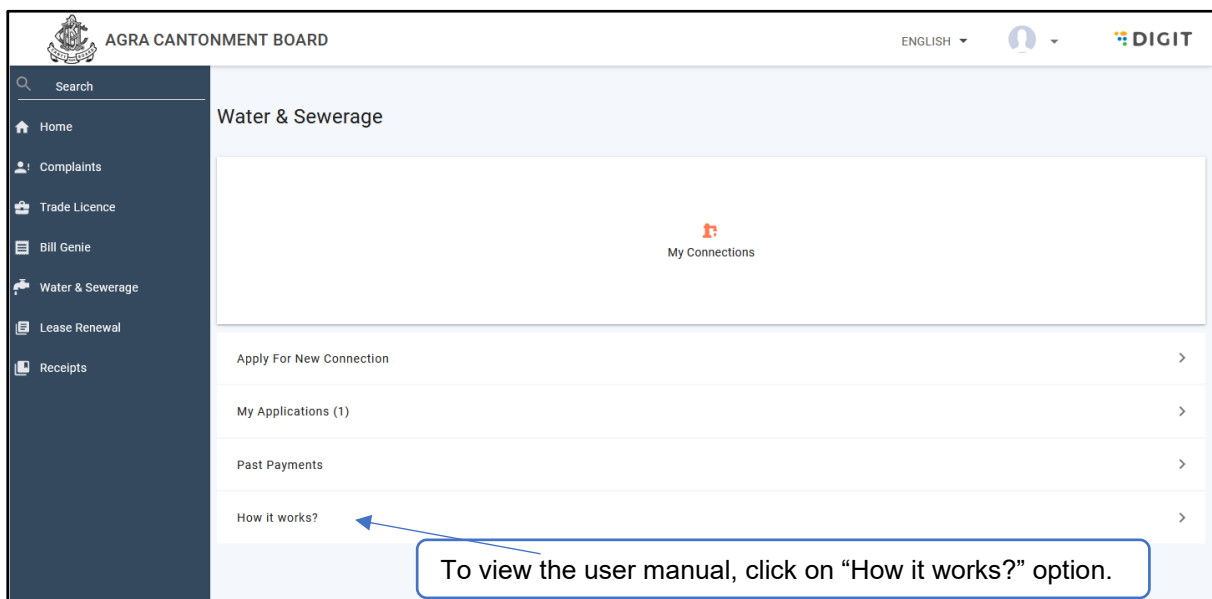 AGRA CANTONMENT BOARD
ENGLISH
DIGIT
Search
Home
Complaints
Trade Licence
Bill Genie
Water & Sewerage
Lease Renewal
Receipts
Water & Sewerage
My Connections
Apply For New Connection
My Applications (1)
Past Payments
How it works?
To view the user manual, click on “How it works?” option.